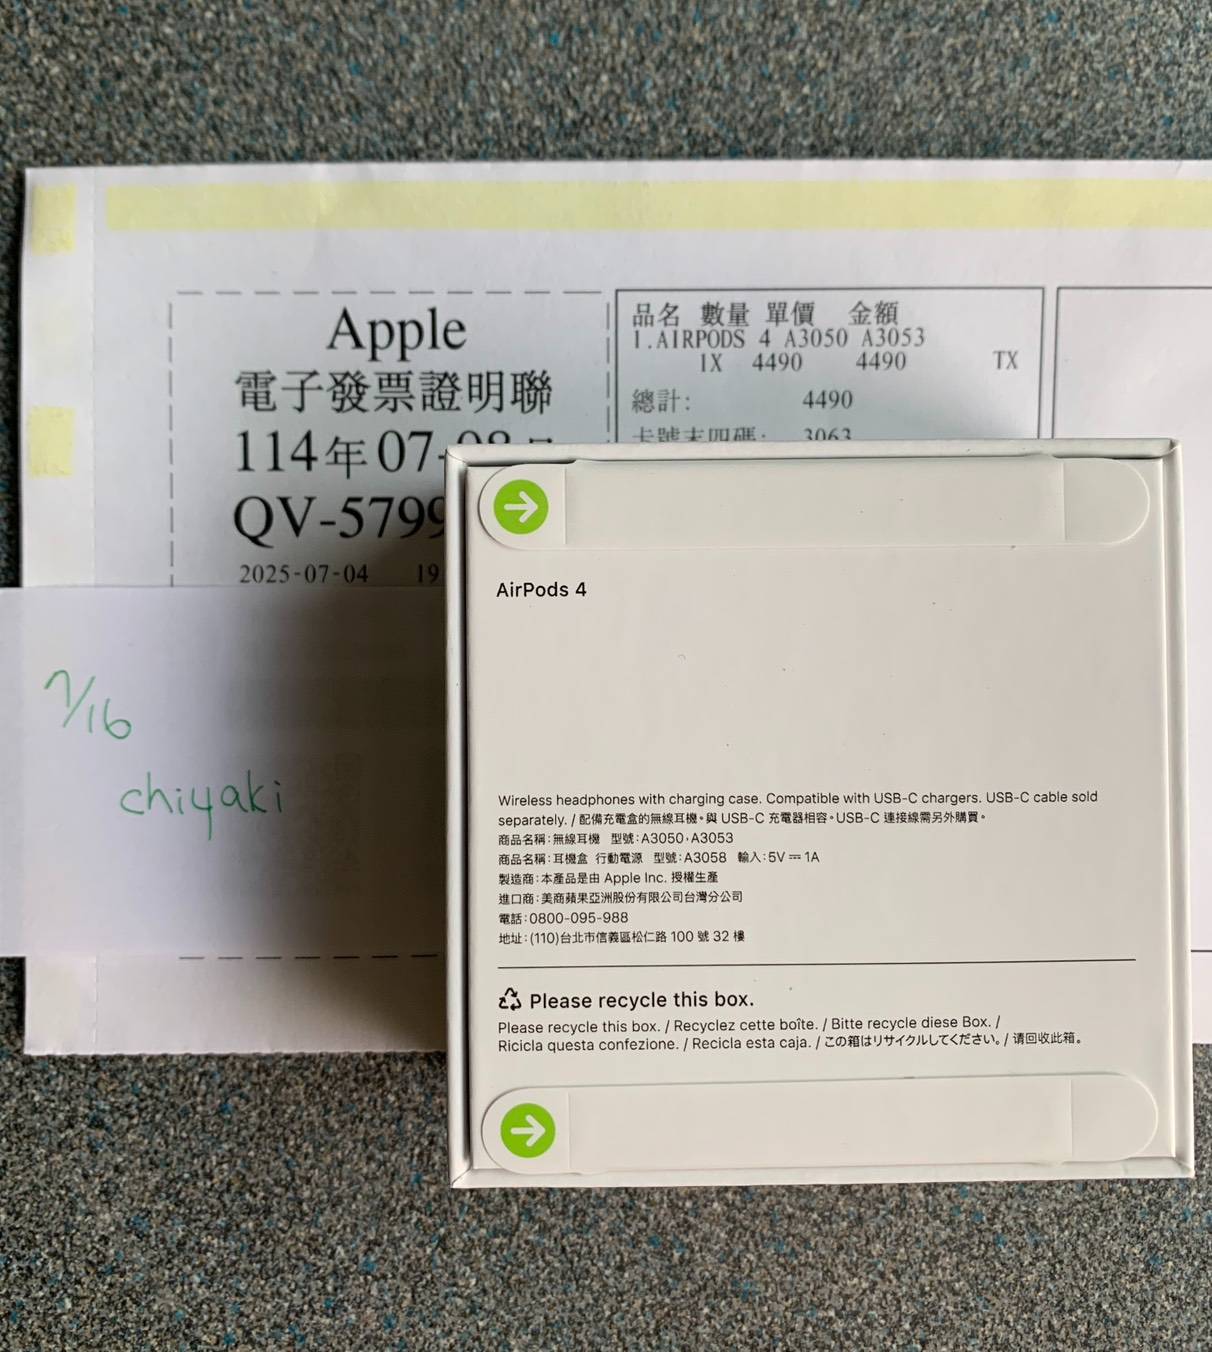 Apple
電子發票證明聯
114年07-08月
QV-5799
2025-07-04 19
品名 數量 單價 金額
1.AIRPODS 4 A3050 A3053
1X 4490 4490 TX
總計: 4490
卡號末四碼: 3063
7/16
chiyaki
AirPods 4
Wireless headphones with charging case. Compatible with USB-C chargers. USB-C cable sold
separately. / 配備充電盒的無線耳機。與 USB-C 充電器相容。USB-C 連接線需另外購買。
商品名稱：無線耳機 型號：A3050，A3053
商品名稱：耳機盒 行動電源 型號：A3058 輸入：5V⎓1A
製造商：本產品是由 Apple Inc. 授權生產
進口商：美商蘋果亞洲股份有限公司台灣分公司
電話：0800-095-988
地址：(110)台北市信義區松仁路 100 號 32 樓
Please recycle this box.
Please recycle this box. / Recyclez cette boîte. / Bitte recycle diese Box. /
Ricicla questa confezione. / Recicla esta caja. / この箱はリサイクルしてください。/ 请回收此箱。